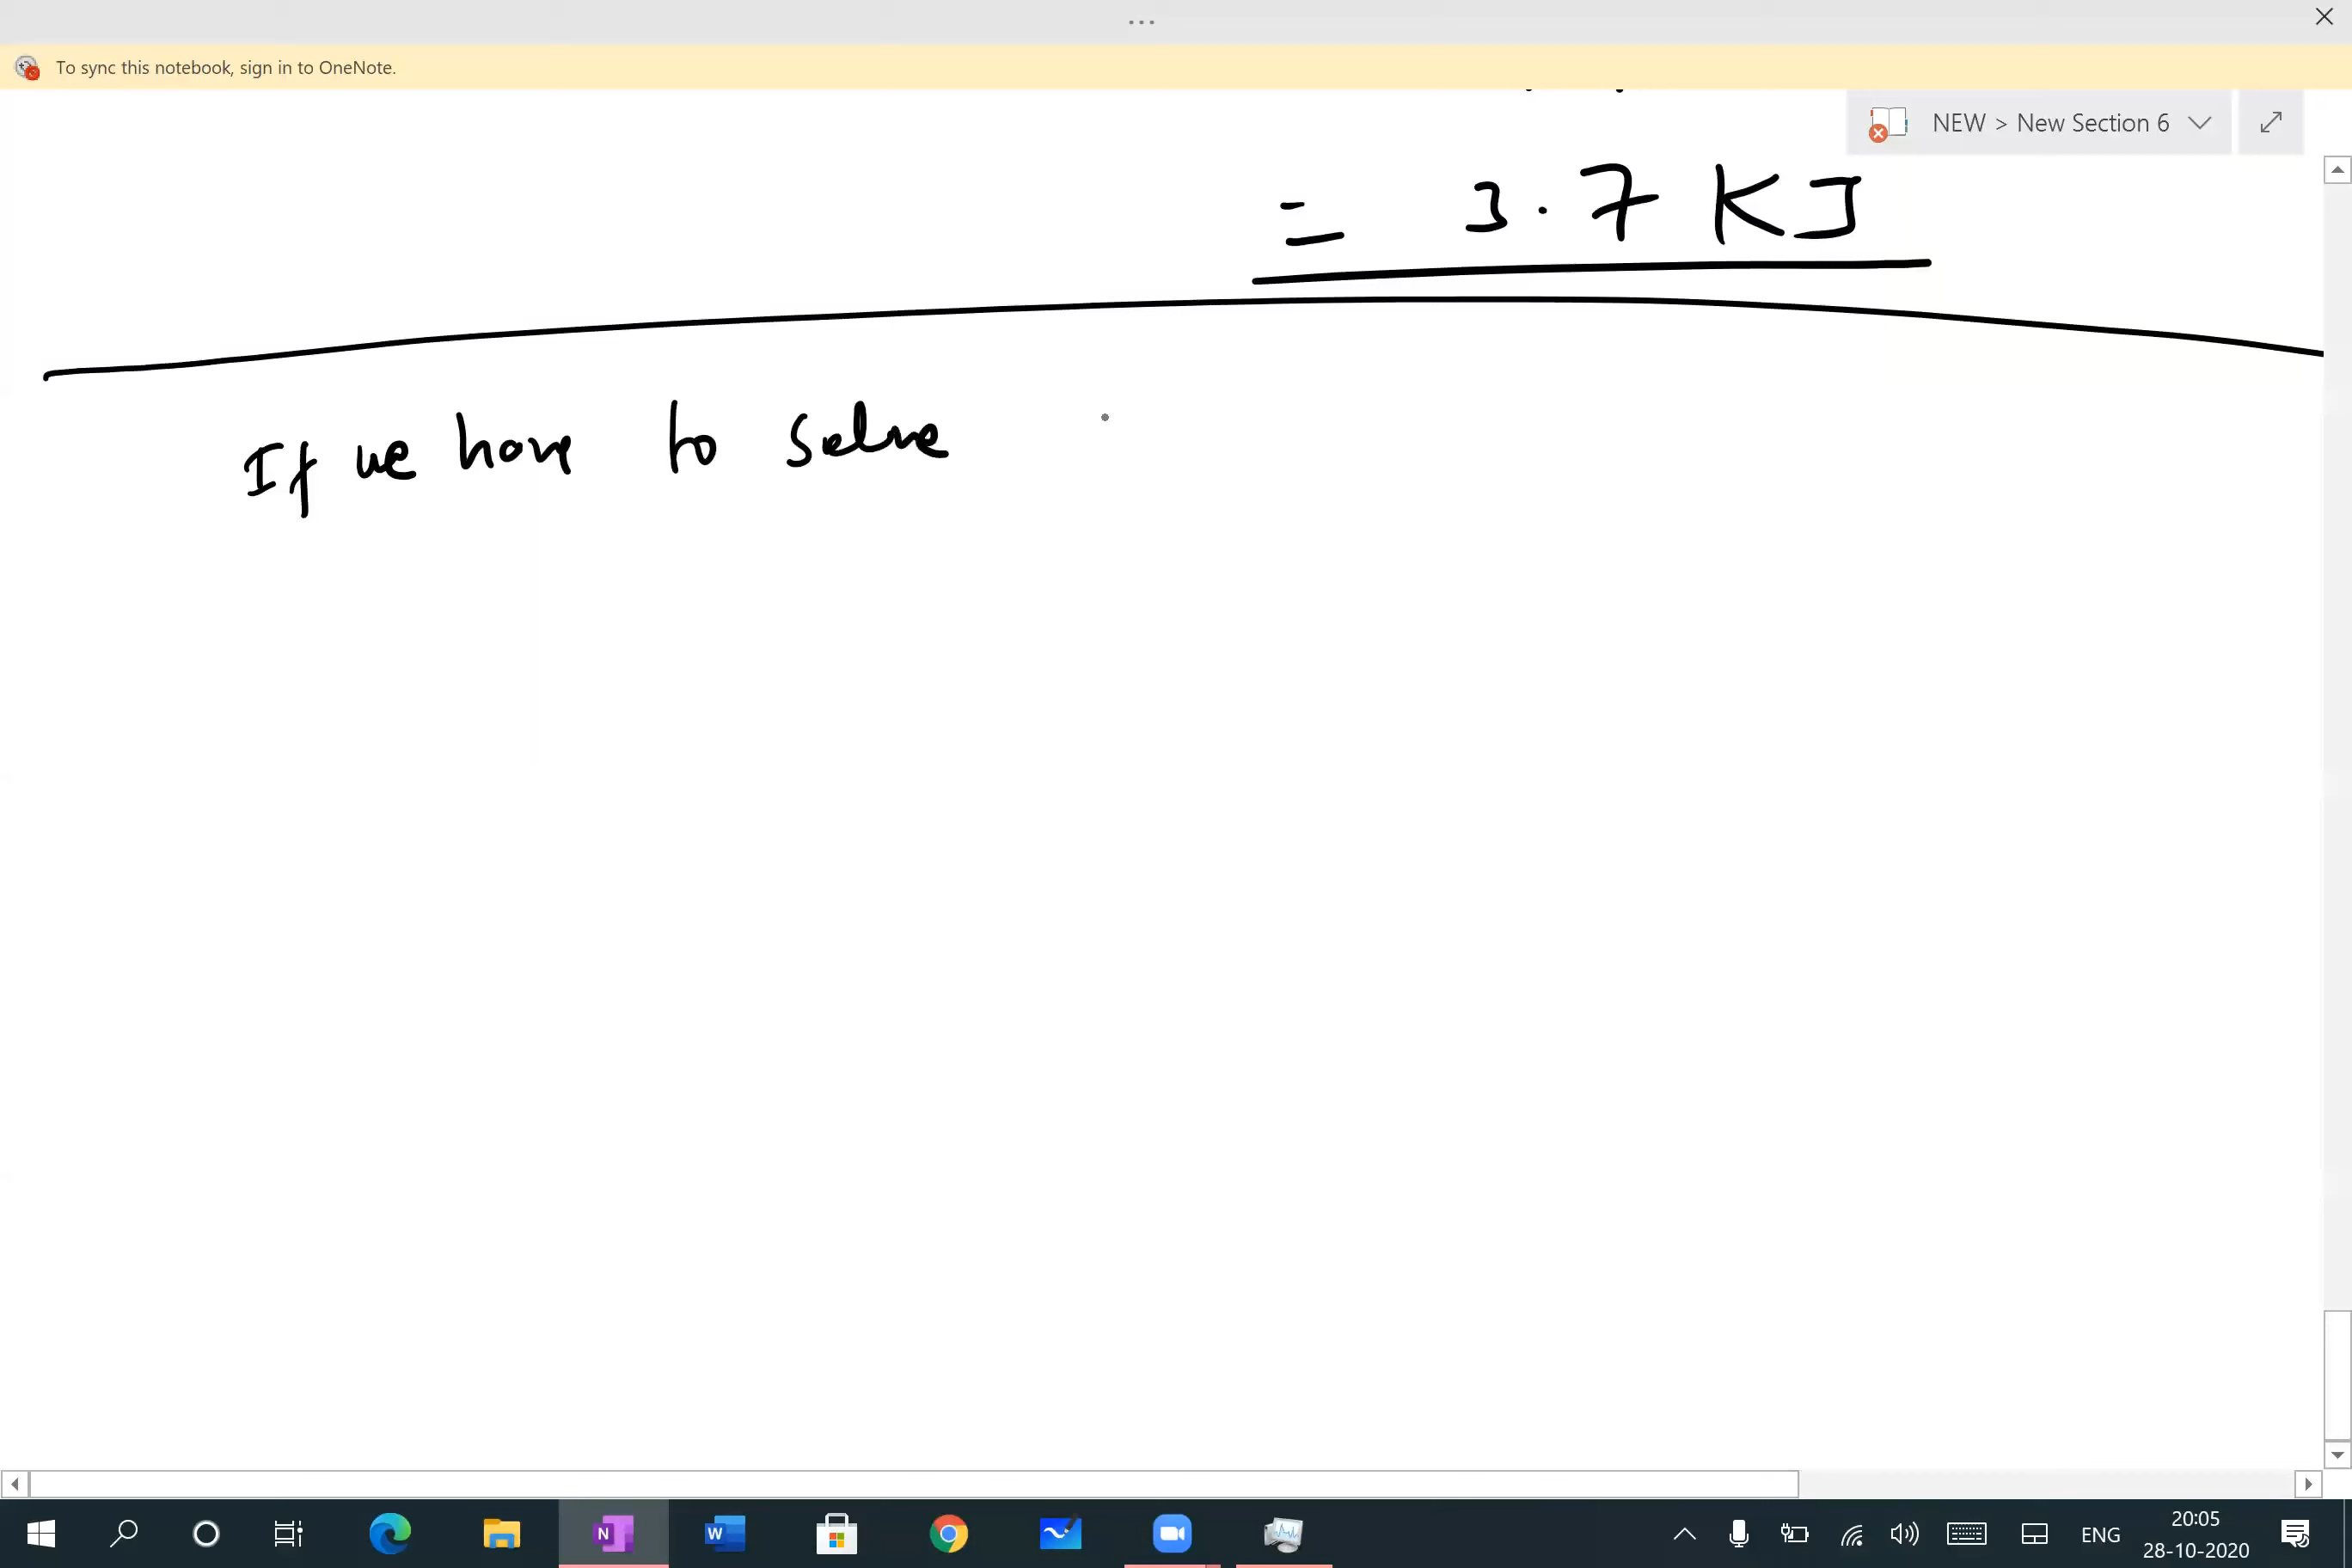 To sync this notebook, sign in to OneNote.
NEW > New Section 6
= 3.7 KJ
If we have to solve
ENG
20:05
28-10-2020